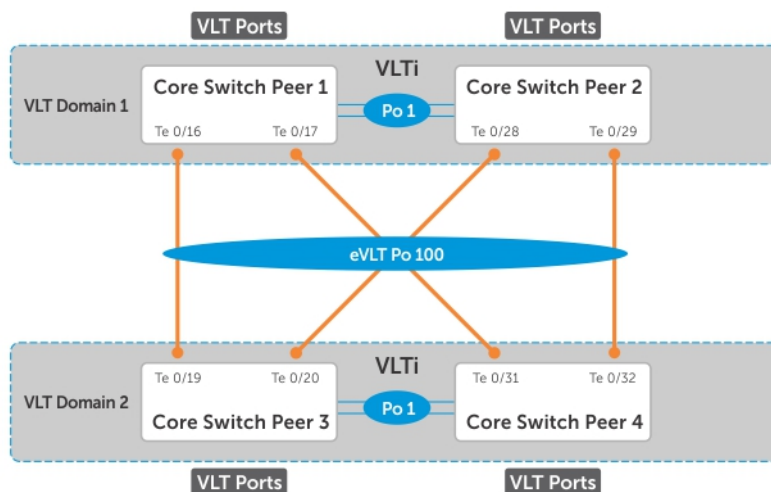 VLT Ports VLT Ports
VLTi
Core Switch Peer 1 Core Switch Peer 2
VLT Domain 1
Po 1
Te 0/16 Te 0/17 Te 0/28 Te 0/29
eVLT Po 100
VLTi
Te 0/19 Te 0/20 Te 0/31 Te 0/32
VLT Domain 2
Po 1
Core Switch Peer 3 Core Switch Peer 4
VLT Ports VLT Ports